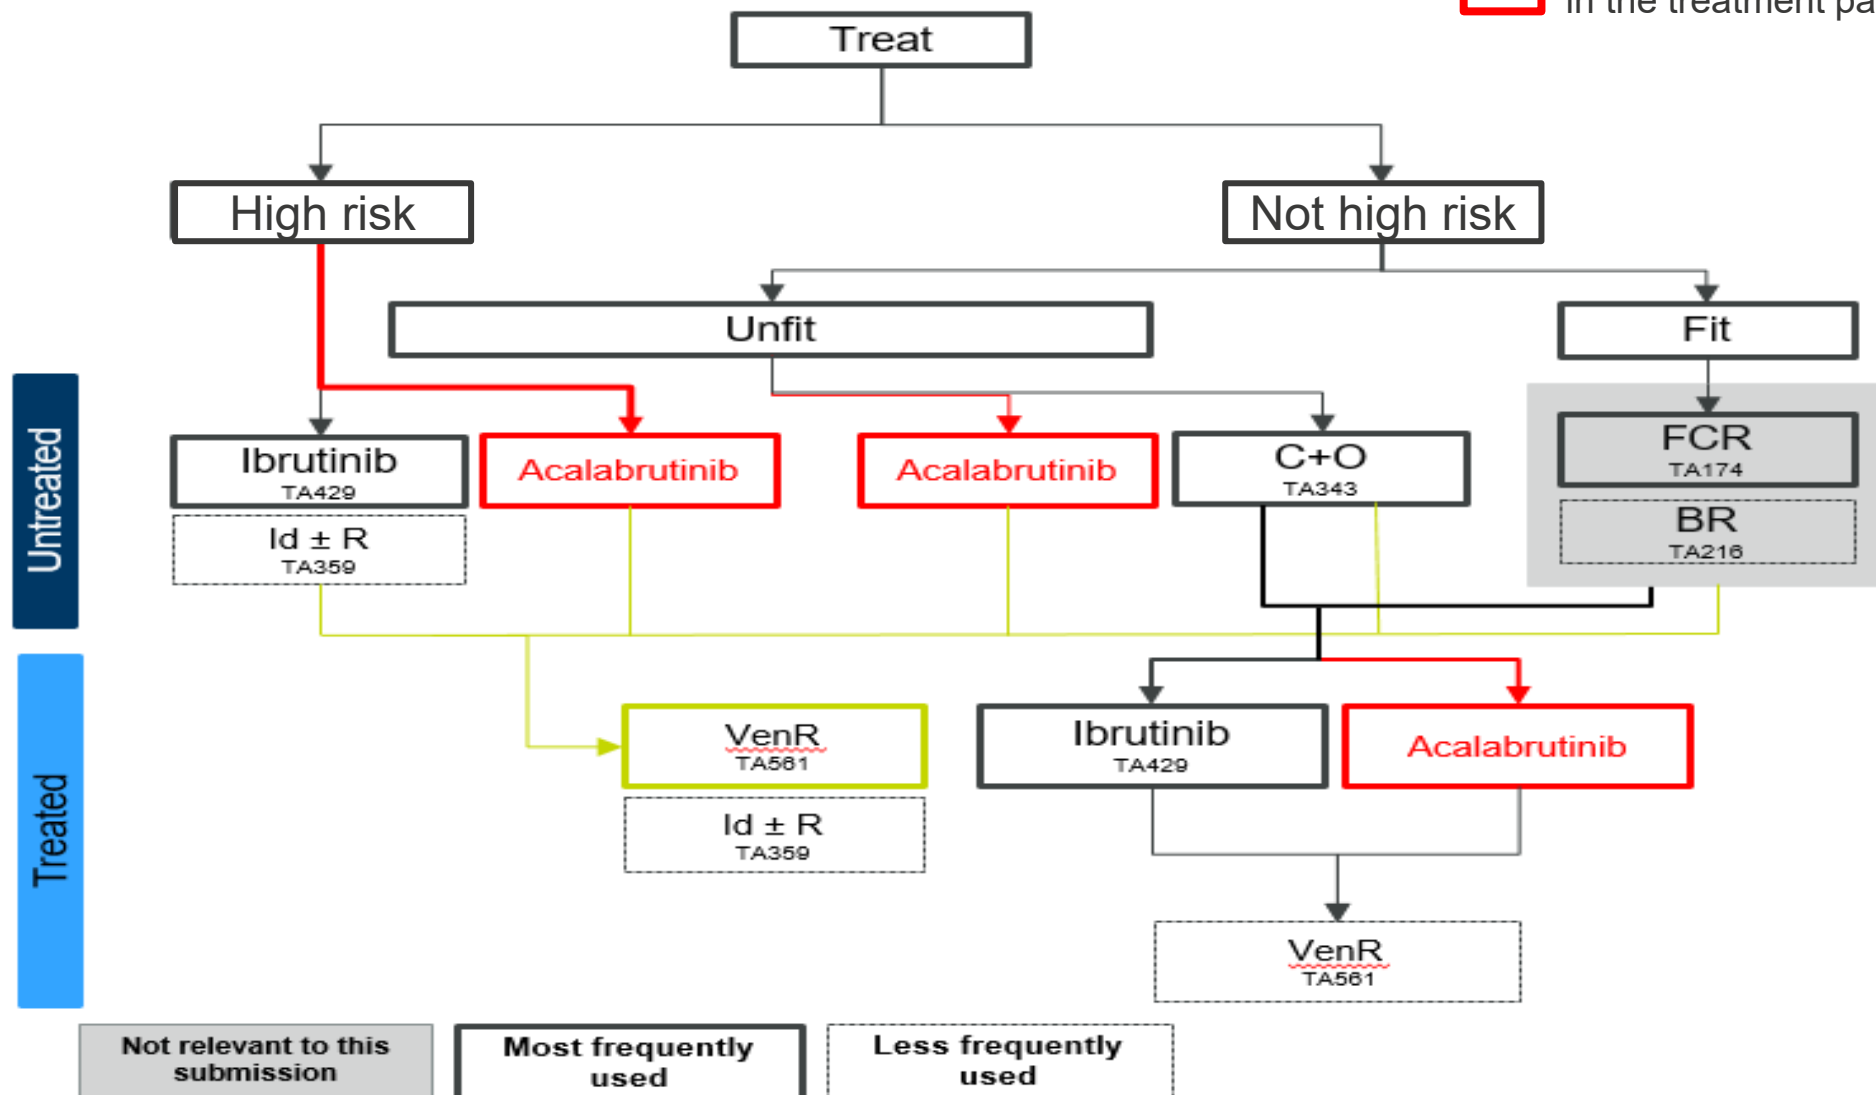 in the treatment pa
Treat
High risk
Not high risk
Unfit
Fit
Untreated
Ibrutinib
TA429
Acalabrutinib
Acalabrutinib
C+O
TA343
FCR
TA174
Id ± R
TA359
BR
TA216
Treated
VenR
TA561
Ibrutinib
TA429
Acalabrutinib
Id ± R
TA359
VenR
TA561
Not relevant to this
submission
Most frequently
used
Less frequently
used